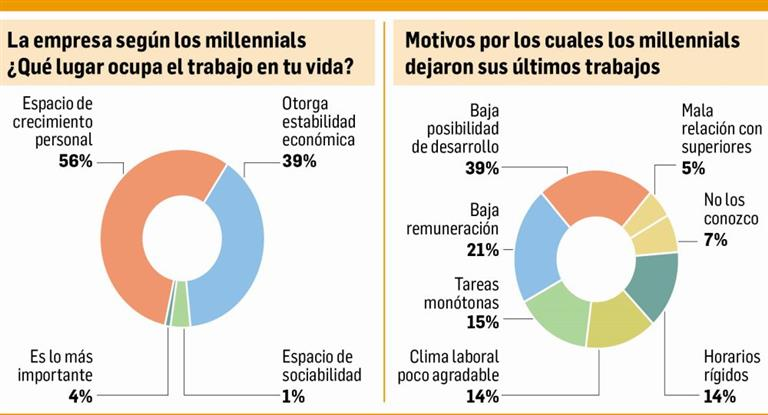 La empresa según los millennials
¿Qué lugar ocupa el trabajo en tu vida?
Espacio de
crecimiento
personal
56%
Otorga
estabilidad
económica
39%
Es lo más
importante
4%
Espacio de
sociabilidad
1%
Motivos por los cuales los millennials
dejaron sus últimos trabajos
Baja
posibilidad
de desarrollo
39%
Mala
relación con
superiores
5%
No los
conozco
7%
Baja
remuneración
21%
Tareas
monótonas
15%
Clima laboral
poco agradable
14%
Horarios
rígidos
14%